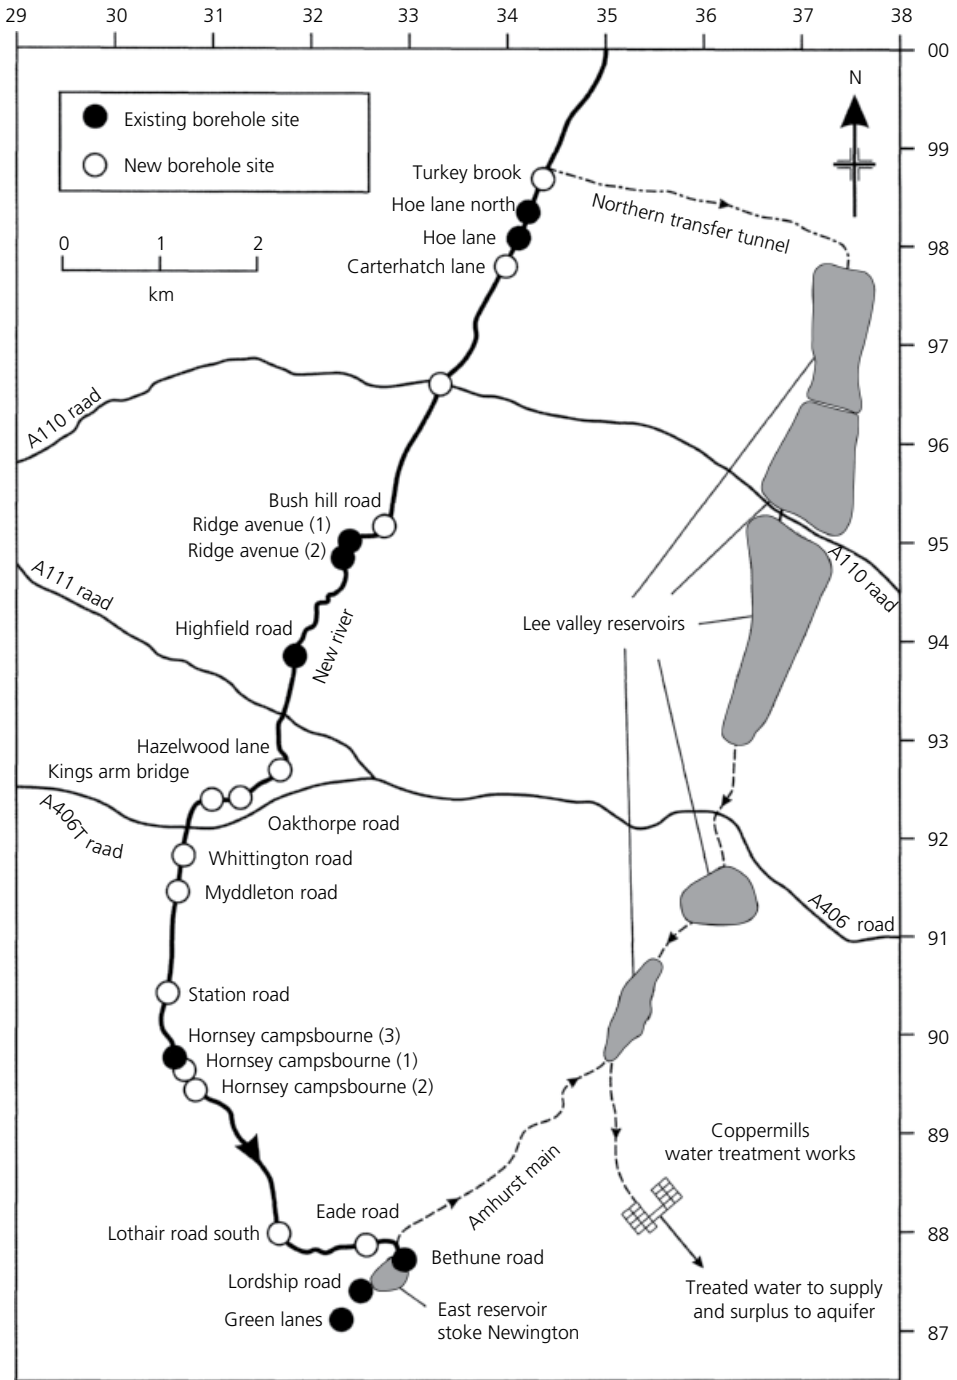 29 30 31 32 33 34 35 36 37 38
00
N
Existing borehole site
New borehole site
99
Turkey brook
Hoe lane north
Northern transfer tunnel
Hoe lane
98
0 1 2
Carterhatch lane
km
97
A110 raad
96
Bush hill road
Ridge avenue (1)
Ridge avenue (2)
95
A110 raad
A111 raad
Lee valley reservoirs
Highfield road
94
New river
93
Hazelwood lane
Kings arm bridge
A406T raad
Oakthorpe road
92
Whittington road
Myddleton road
A406 road
91
Station road
Hornsey campsbourne (3)
90
Hornsey campsbourne (1)
Hornsey campsbourne (2)
89
Coppermills
water treatment works
Amhurst main
Eade road
Lothair road south
88
Bethune road
Lordship road
Treated water to supply
and surplus to aquifer
Green lanes
East reservoir
stoke Newington
87